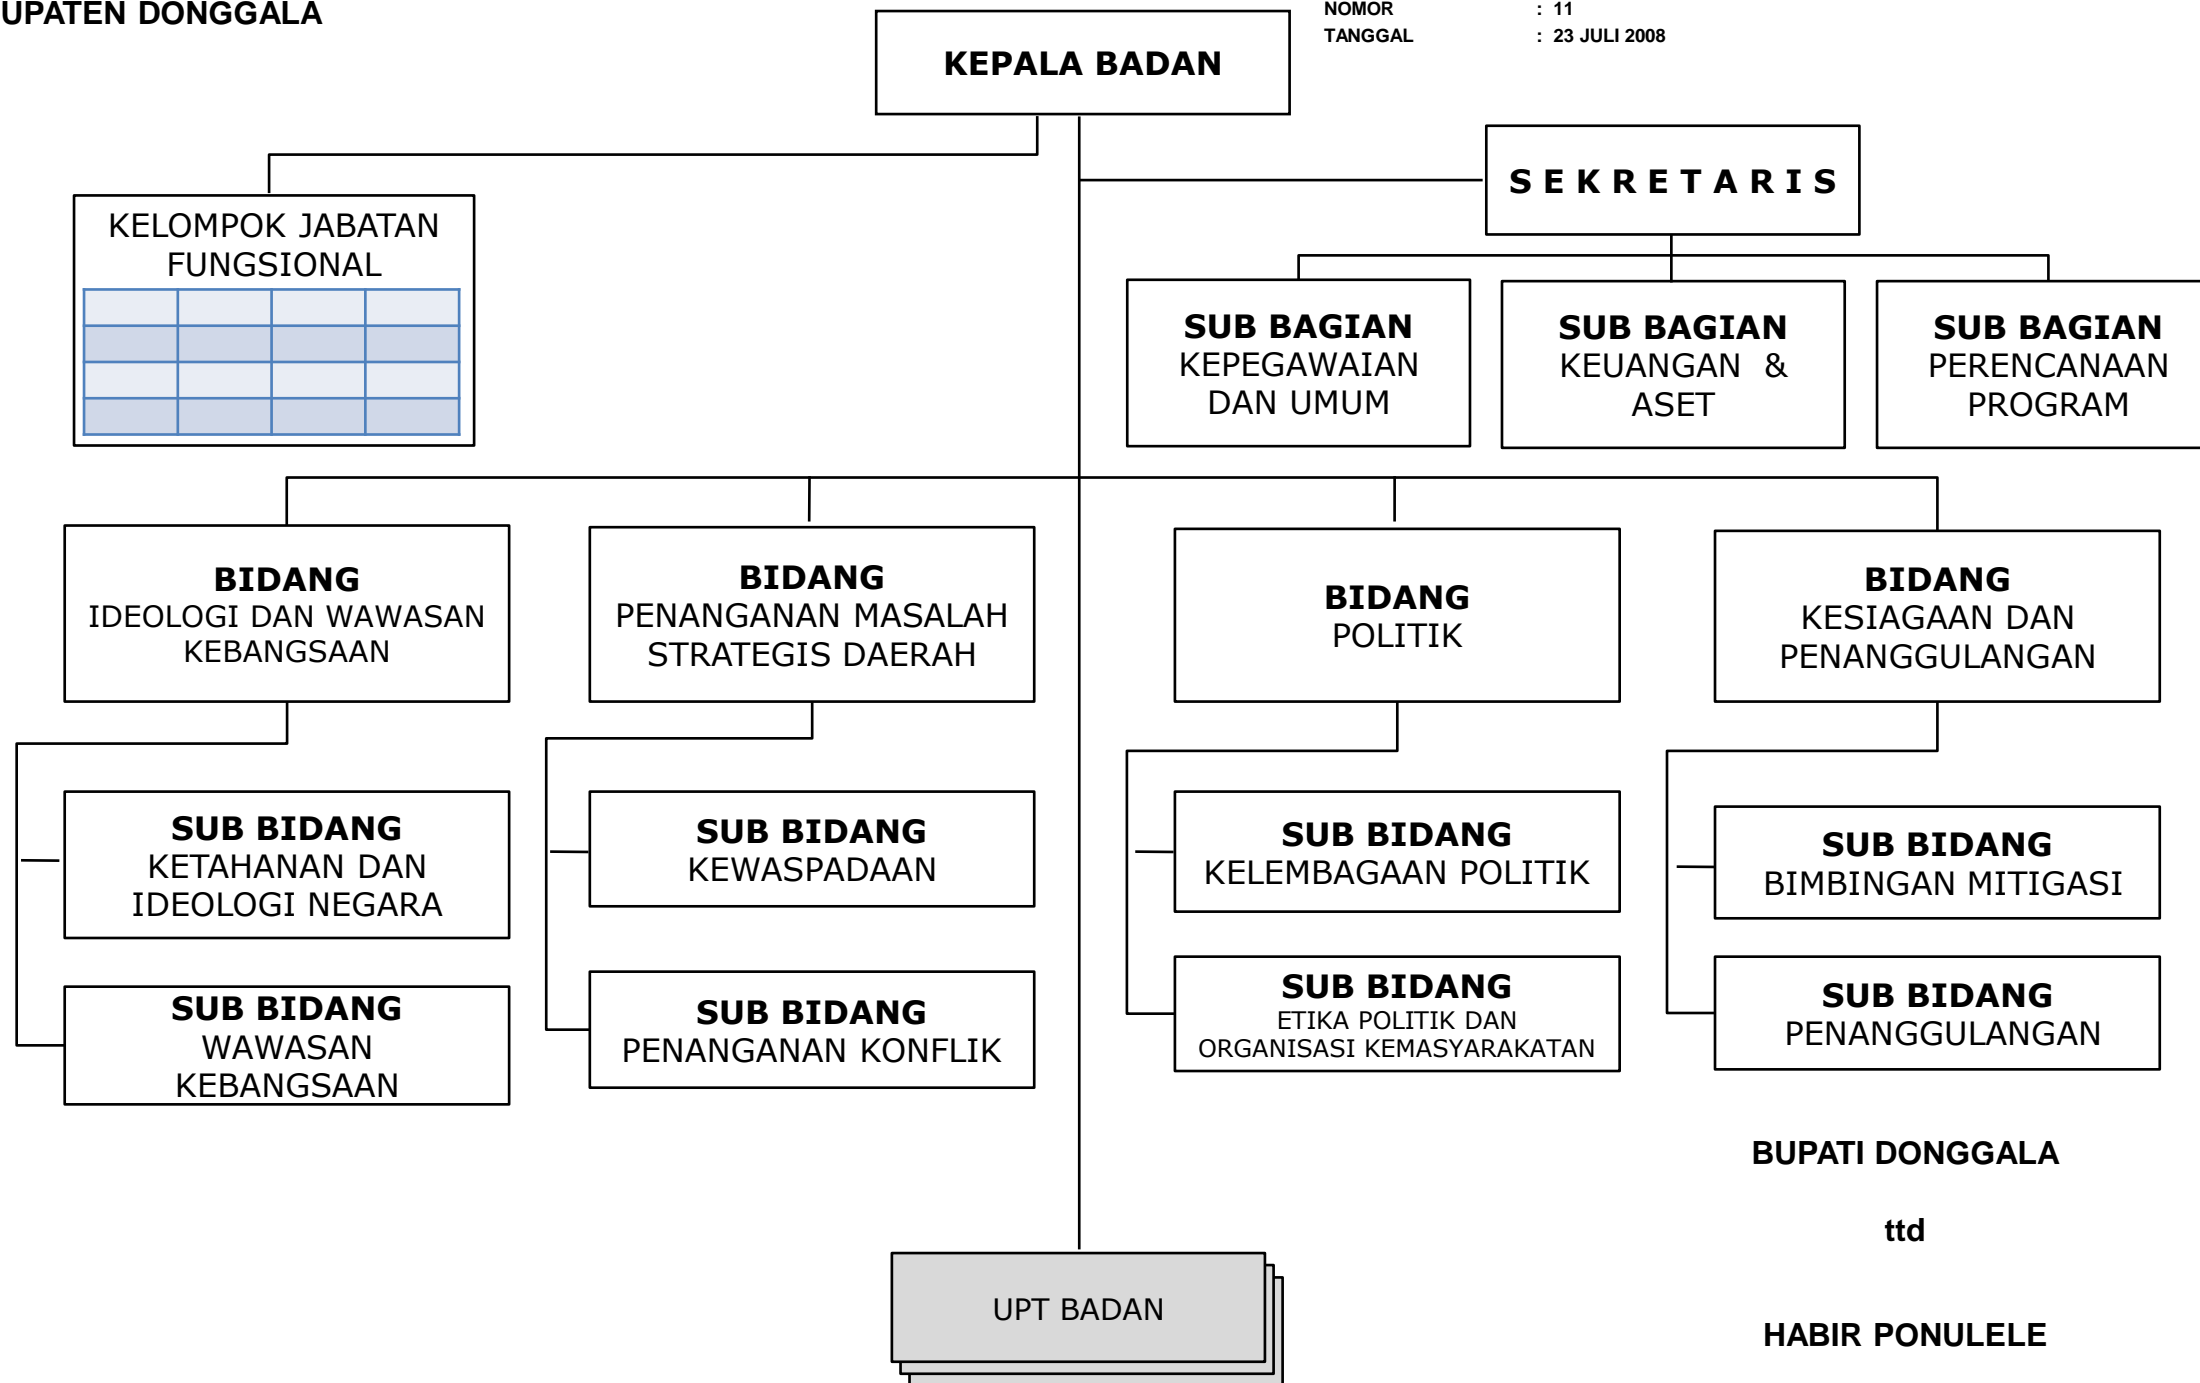 UPATEN DONGGALA
NOMOR : 11
TANGGAL : 23 JULI 2008
KEPALA BADAN
S E K R E T A R I S
KELOMPOK JABATAN
FUNGSIONAL
SUB BAGIAN
KEPEGAWAIAN
DAN UMUM
SUB BAGIAN
KEUANGAN &
ASET
SUB BAGIAN
PERENCANAAN
PROGRAM
BIDANG
IDEOLOGI DAN WAWASAN
KEBANGSAAN
BIDANG
PENANGANAN MASALAH
STRATEGIS DAERAH
BIDANG
POLITIK
BIDANG
KESIAGAAN DAN
PENANGGULANGAN
SUB BIDANG
KETAHANAN DAN
IDEOLOGI NEGARA
SUB BIDANG
KEWASPADAAN
SUB BIDANG
KELEMBAGAAN POLITIK
SUB BIDANG
BIMBINGAN MITIGASI
SUB BIDANG
WAWASAN
KEBANGSAAN
SUB BIDANG
PENANGANAN KONFLIK
SUB BIDANG
ETIKA POLITIK DAN
ORGANISASI KEMASYARAKATAN
SUB BIDANG
PENANGGULANGAN
BUPATI DONGGALA
ttd
HABIR PONULELE
UPT BADAN